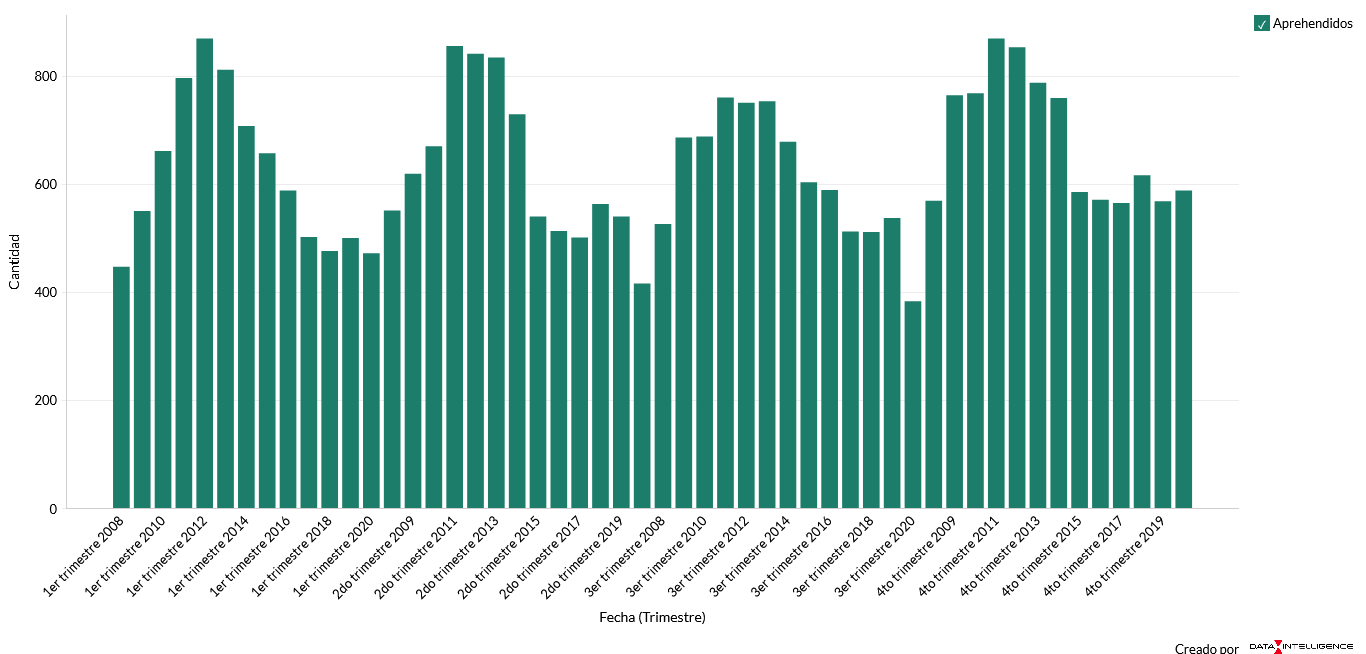 Aprehendidos
800
600
400
200
0
Cantidad
1er trimestre 2008
1er trimestre 2010
1er trimestre 2012
1er trimestre 2014
1er trimestre 2016
1er trimestre 2018
1er trimestre 2020
2do trimestre 2009
2do trimestre 2011
2do trimestre 2013
2do trimestre 2015
2do trimestre 2017
2do trimestre 2019
3er trimestre 2008
3er trimestre 2010
3er trimestre 2012
3er trimestre 2014
3er trimestre 2016
3er trimestre 2018
3er trimestre 2020
4to trimestre 2009
4to trimestre 2011
4to trimestre 2013
4to trimestre 2015
4to trimestre 2017
4to trimestre 2019
Fecha (Trimestre)
Creado por DATA INTELLIGENCE